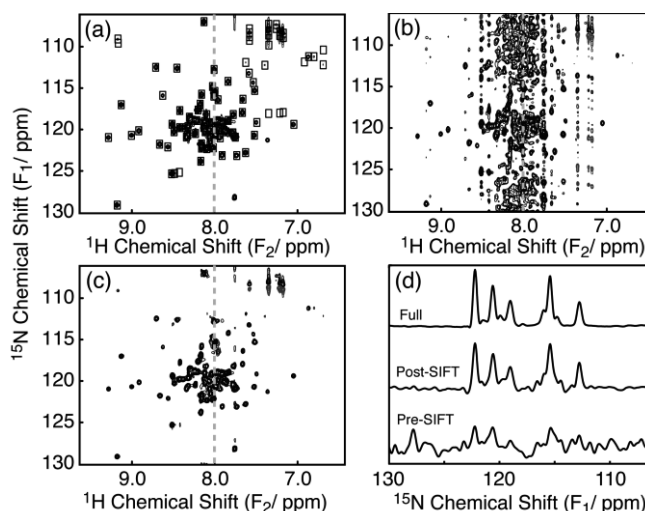 (a)
(b)
110
115
120
125
130
9.0 8.0 7.0
¹H Chemical Shift (F₂/ ppm)
110
115
120
125
130
9.0 8.0 7.0
¹H Chemical Shift (F₂/ ppm)
¹⁵N Chemical Shift (F₁/ ppm)
(c)
110
115
120
125
130
9.0 8.0 7.0
¹H Chemical Shift (F₂/ ppm)
(d)
Full
Post-SIFT
Pre-SIFT
130 120 110
¹⁵N Chemical Shift (F₁/ ppm)